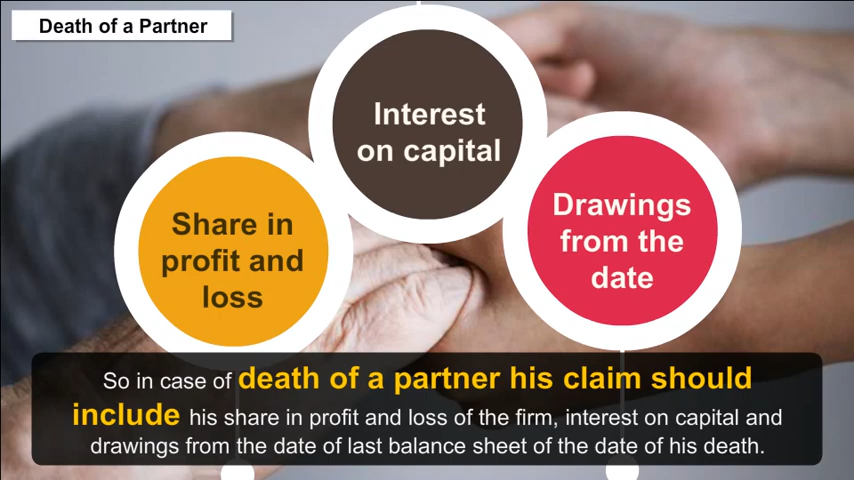 Death of a Partner
Interest
on capital
Share in
profit and
loss
Drawings
from the
date
So in case of death of a partner his claim should
include his share in profit and loss of the firm, interest on capital and
drawings from the date of last balance sheet of the date of his death.